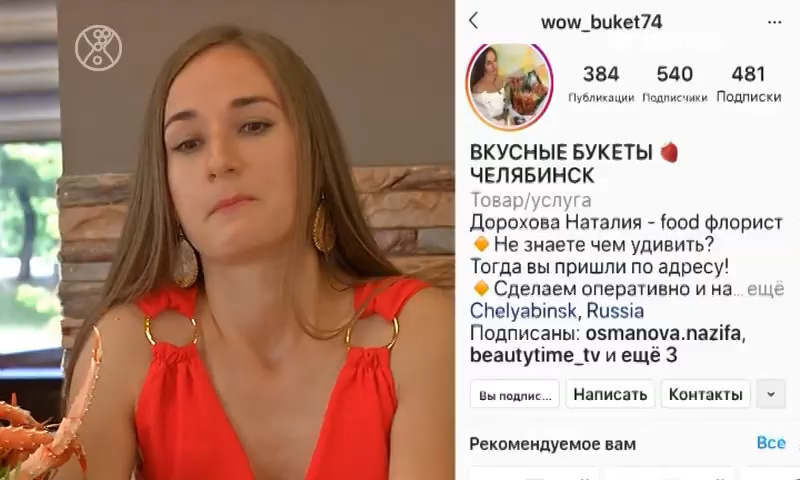 wow_buket74
384 540 481
Публикации Подписчики Подписки
ВКУСНЫЕ БУКЕТЫ 🍓
ЧЕЛЯБИНСК
Товар/услуга
Дорохова Наталия - food флорист
🔸Не знаете чем удивить?
Тогда вы пришли по адресу!
🔸Сделаем оперативно и на... ещё
Chelyabinsk, Russia
Подписаны: osmanova.nazifa,
beautytime_tv и ещё 3
Вы подпис... Написать Контакты
Рекомендуемое вам Все